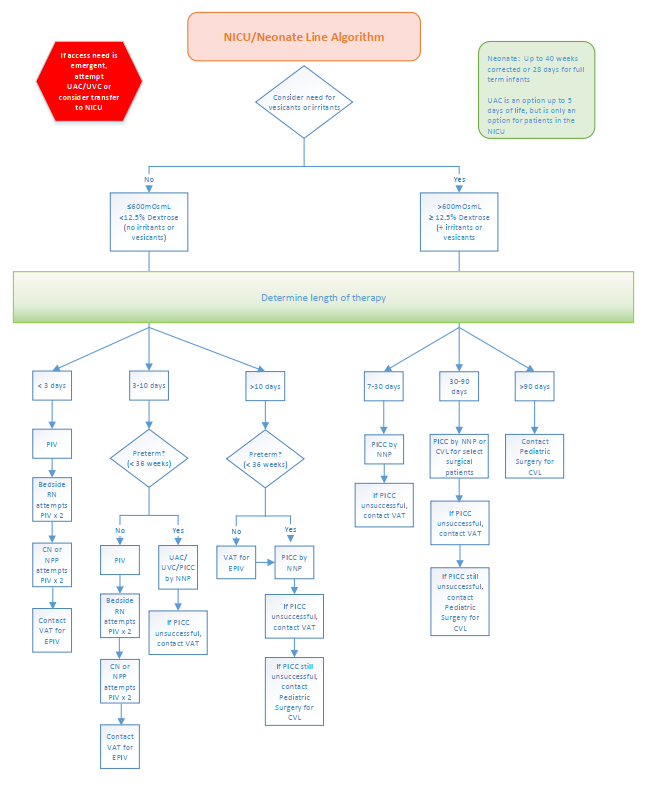 NICU/Neonate Line Algorithm
If access need is
emergent,
attempt
UAC/UVC or
consider transfer
to NICU
Neonate: Up to 40 weeks
corrected or 28 days for full
term infants
UAC is an option up to 5
days of life, but is only an
option for patients in the
NICU
Consider need for
vesicants or irritants
No
Yes
≤600mOsmL
<12.5% Dextrose
(no irritants or
vesicants)
>600mOsmL
≥ 12.5% Dextrose
(+ irritants or
vesicants
Determine length of therapy
< 3 days
3-10 days
>10 days
7-30 days
30-90
days
>90 days
PIV
Bedside
RN
attempts
PIV x 2
CN or
NPP
attempts
PIV x 2
Contact
VAT for
EPIV
Preterm?
(< 36 weeks)
No
Yes
PIV
Bedside
RN
attempts
PIV x 2
CN or
NPP
attempts
PIV x 2
Contact
VAT for
EPIV
UAC/
UVC/PICC
by NNP
If PICC
unsuccessful,
contact VAT
Preterm?
(< 36 weeks)
No
Yes
VAT for
EPIV
PICC by
NNP
If PICC
unsuccessful,
contact VAT
If PICC still
unsuccessful,
contact
Pediatric
Surgery for
CVL
PICC by
NNP
If PICC
unsuccessful,
contact VAT
PICC by NNP or
CVL for select
surgical
patients
If PICC
unsuccessful,
contact VAT
If PICC still
unsuccessful,
contact
Pediatric
Surgery for
CVL
Contact
Pediatric
Surgery for
CVL